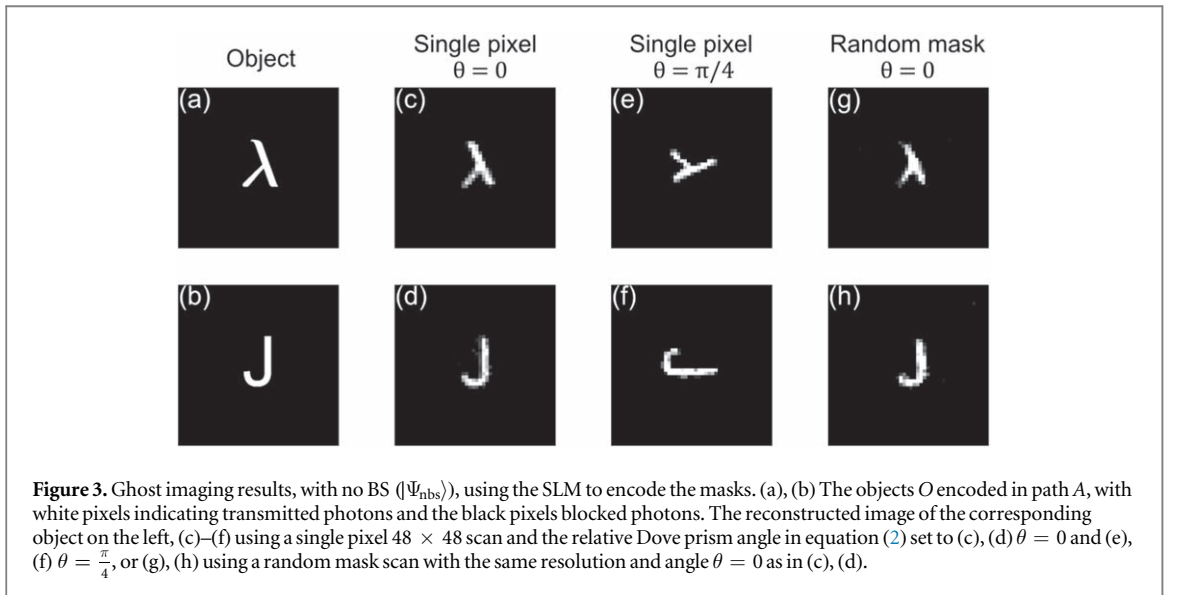 Object
Single pixel
θ = 0
Single pixel
θ = π/4
Random mask
θ = 0
(a)
λ
(c)
λ
(e)
λ
(g)
λ
(b)
J
(d)
J
(f)
J
(h)
J
Figure 3. Ghost imaging results, with no BS (|Ψnbs⟩), using the SLM to encode the masks. (a), (b) The objects O encoded in path A, with
white pixels indicating transmitted photons and the black pixels blocked photons. The reconstructed image of the corresponding
object on the left, (c)–(f) using a single pixel 48 × 48 scan and the relative Dove prism angle in equation (2) set to (c), (d) θ = 0 and (e),
(f) θ = π/4, or (g), (h) using a random mask scan with the same resolution and angle θ = 0 as in (c), (d).